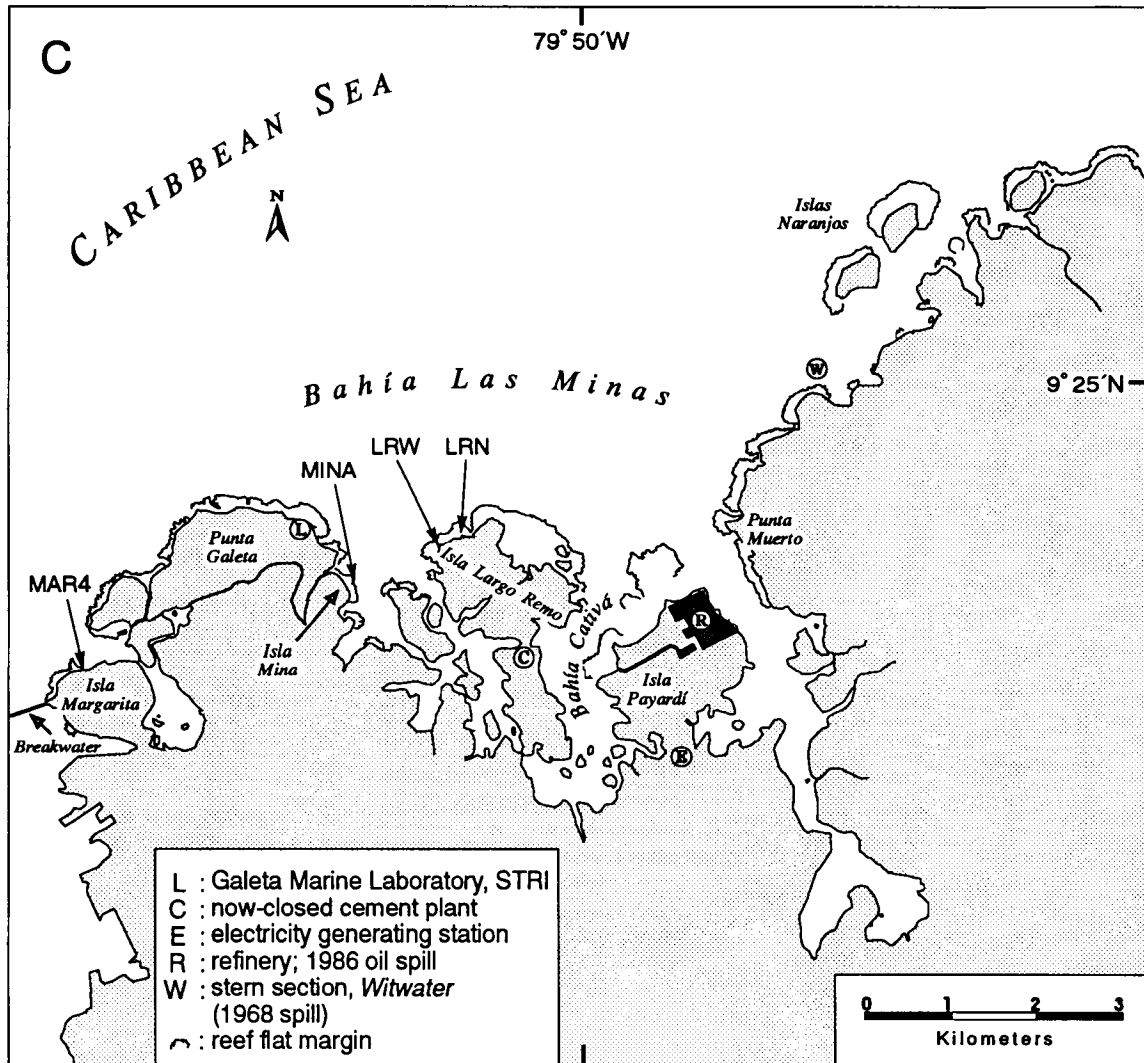 C
79° 50′W
CARIBBEAN SEA
N
Islas
Naranjos
W
9° 25′N
Bahía Las Minas
LRW
LRN
MINA
L
Punta
Galeta
Punta
Muerto
Isla Largo Remo
MAR4
R
Bahía Cativá
Isla
Mina
C
Isla
Payardí
Isla
Margarita
Breakwater
E
L : Galeta Marine Laboratory, STRI
C : now-closed cement plant
E : electricity generating station
R : refinery; 1986 oil spill
W : stern section, Witwater
(1968 spill)
: reef flat margin
0 1 2 3
Kilometers